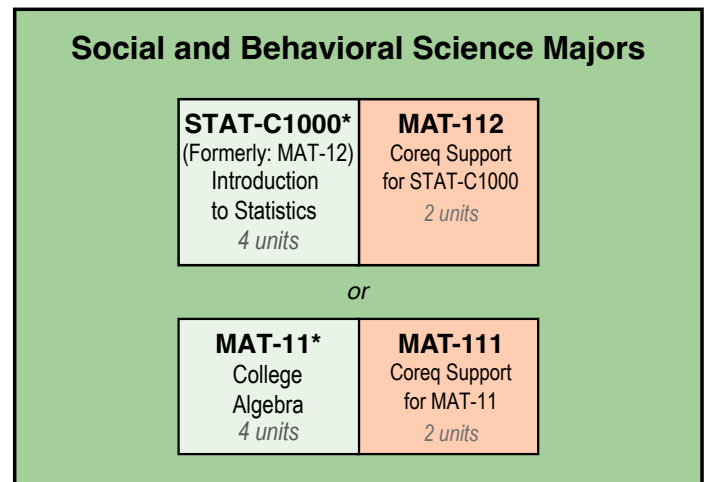 Social and Behavioral Science Majors
STAT-C1000*
(Formerly: MAT-12)
Introduction
to Statistics
4 units
MAT-112
Coreq Support
for STAT-C1000
2 units
or
MAT-11*
College
Algebra
4 units
MAT-111
Coreq Support
for MAT-11
2 units